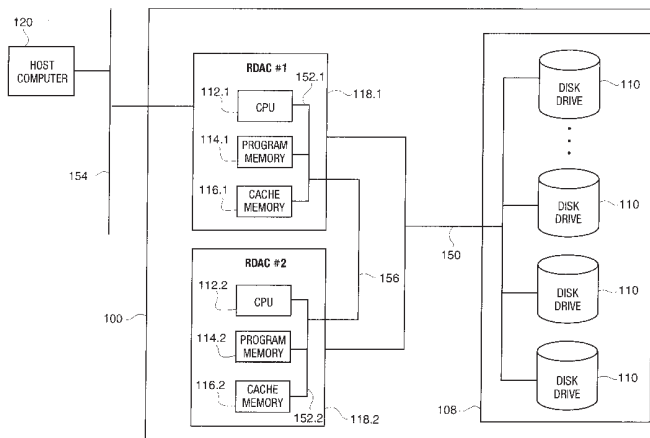 120
HOST
COMPUTER
154
100
RDAC #1
152.1
118.1
112.1
CPU
114.1
PROGRAM
MEMORY
116.1
CACHE
MEMORY
RDAC #2
112.2
CPU
114.2
PROGRAM
MEMORY
116.2
CACHE
MEMORY
152.2
118.2
156
150
108
DISK
DRIVE
110
DISK
DRIVE
110
DISK
DRIVE
110
DISK
DRIVE
110